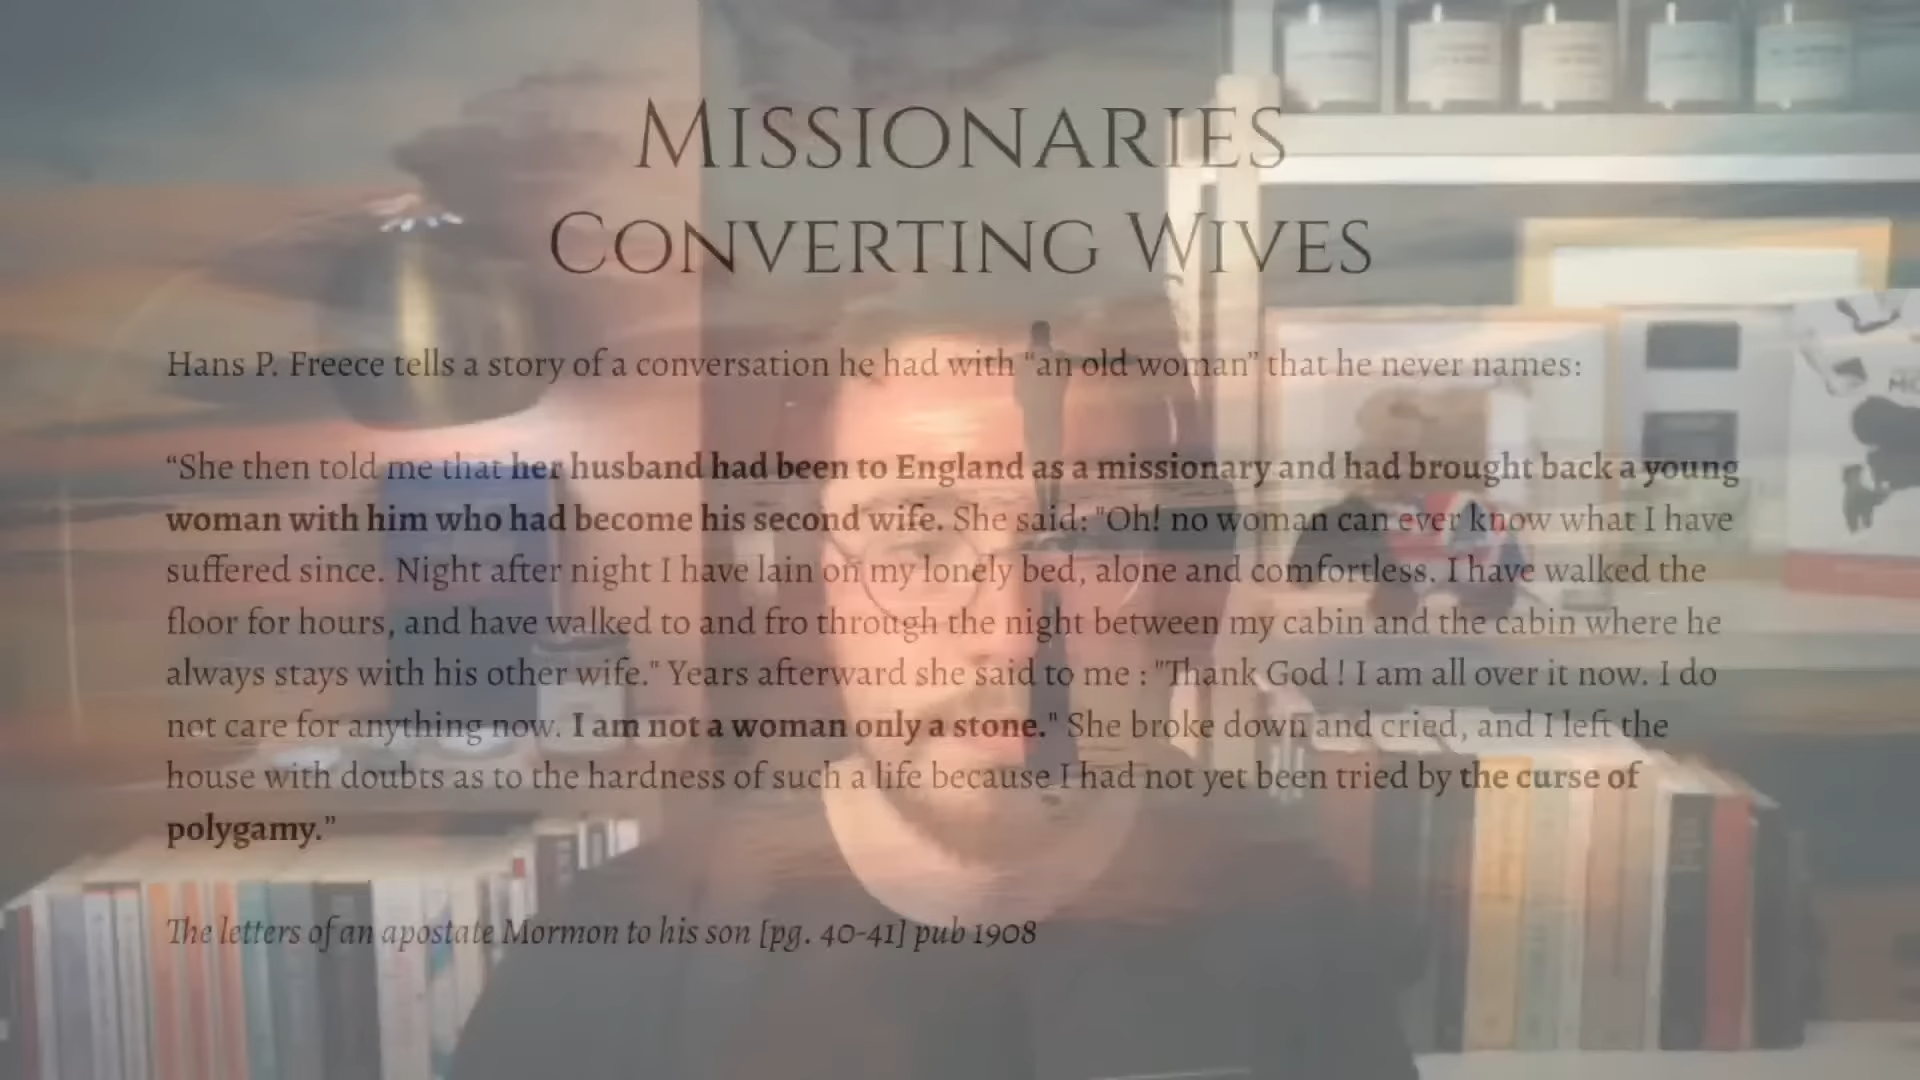 MISSIONARIES
CONVERTING WIVES
Hans P. Freece tells a story of a conversation he had with “an old woman” that he never names:
“She then told me that her husband had been to England as a missionary and had brought back a young
woman with him who had become his second wife. She said: "Oh! no woman can ever know what I have
suffered since. Night after night I have lain on my lonely bed, alone and comfortless. I have walked the
floor for hours, and have walked to and fro through the night between my cabin and the cabin where he
always stays with his other wife." Years afterward she said to me : "Thank God ! I am all over it now. I do
not care for anything now. I am not a woman only a stone." She broke down and cried, and I left the
house with doubts as to the hardness of such a life because I had not yet been tried by the curse of
polygamy.”
The letters of an apostate Mormon to his son [pg. 40-41] pub 1908